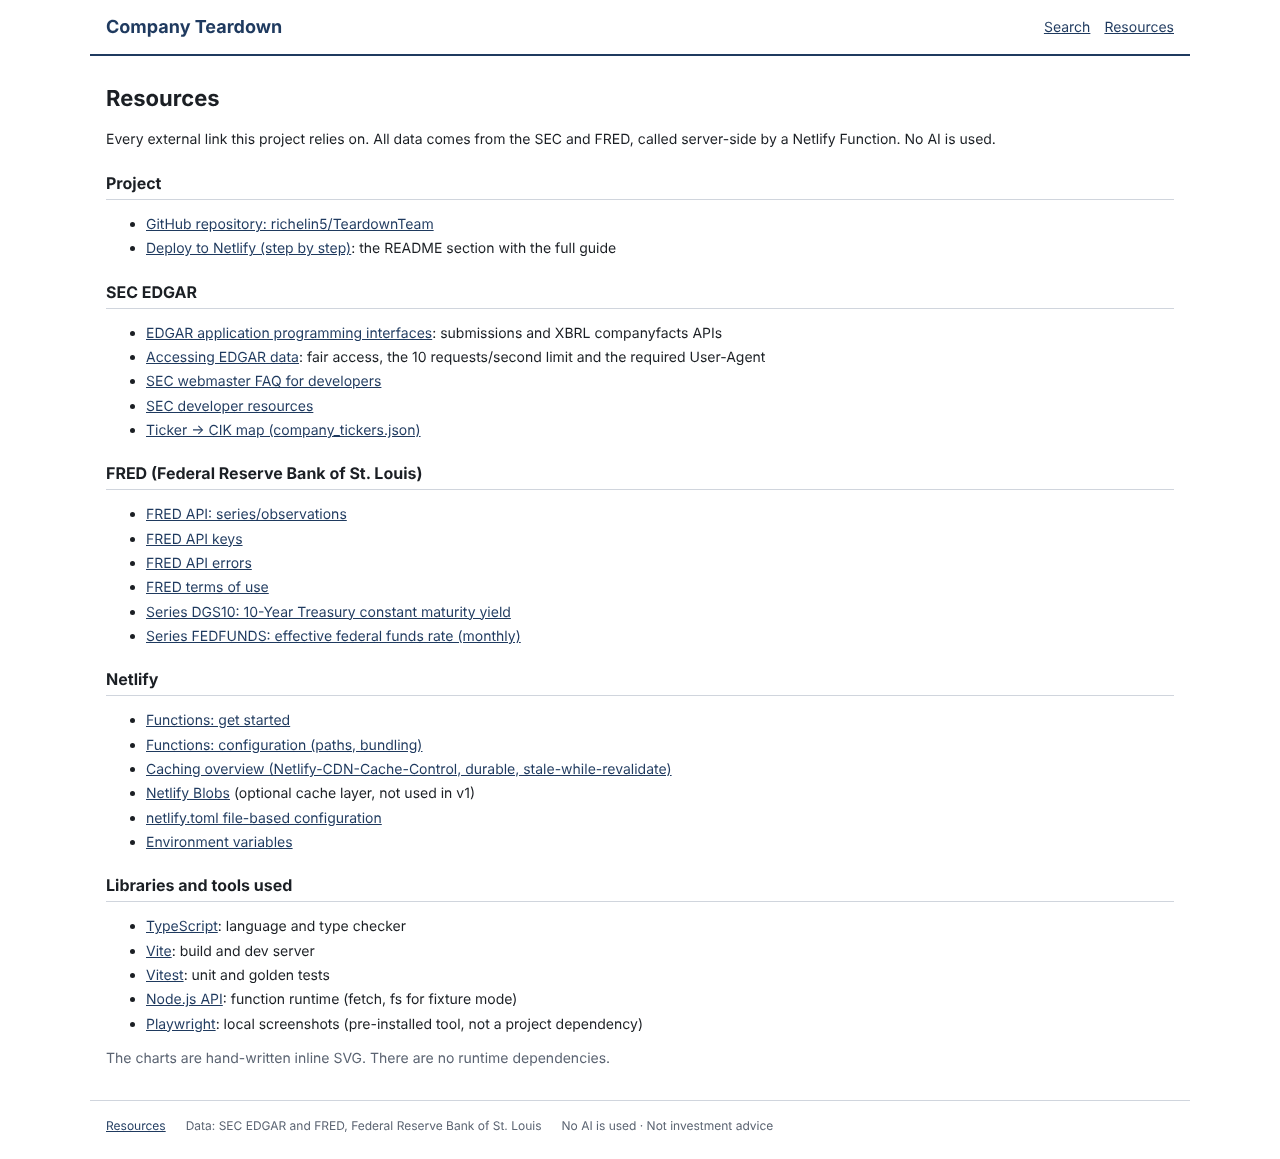 Company Teardown
Search Resources
Resources
Every external link this project relies on. All data comes from the SEC and FRED, called server-side by a Netlify Function. No AI is used.
Project
GitHub repository: richelin5/TeardownTeam
Deploy to Netlify (step by step): the README section with the full guide
SEC EDGAR
EDGAR application programming interfaces: submissions and XBRL companyfacts APIs
Accessing EDGAR data: fair access, the 10 requests/second limit and the required User-Agent
SEC webmaster FAQ for developers
SEC developer resources
Ticker → CIK map (company_tickers.json)
FRED (Federal Reserve Bank of St. Louis)
FRED API: series/observations
FRED API keys
FRED API errors
FRED terms of use
Series DGS10: 10-Year Treasury constant maturity yield
Series FEDFUNDS: effective federal funds rate (monthly)
Netlify
Functions: get started
Functions: configuration (paths, bundling)
Caching overview (Netlify-CDN-Cache-Control, durable, stale-while-revalidate)
Netlify Blobs (optional cache layer, not used in v1)
netlify.toml file-based configuration
Environment variables
Libraries and tools used
TypeScript: language and type checker
Vite: build and dev server
Vitest: unit and golden tests
Node.js API: function runtime (fetch, fs for fixture mode)
Playwright: local screenshots (pre-installed tool, not a project dependency)
The charts are hand-written inline SVG. There are no runtime dependencies.
Resources Data: SEC EDGAR and FRED, Federal Reserve Bank of St. Louis No AI is used · Not investment advice